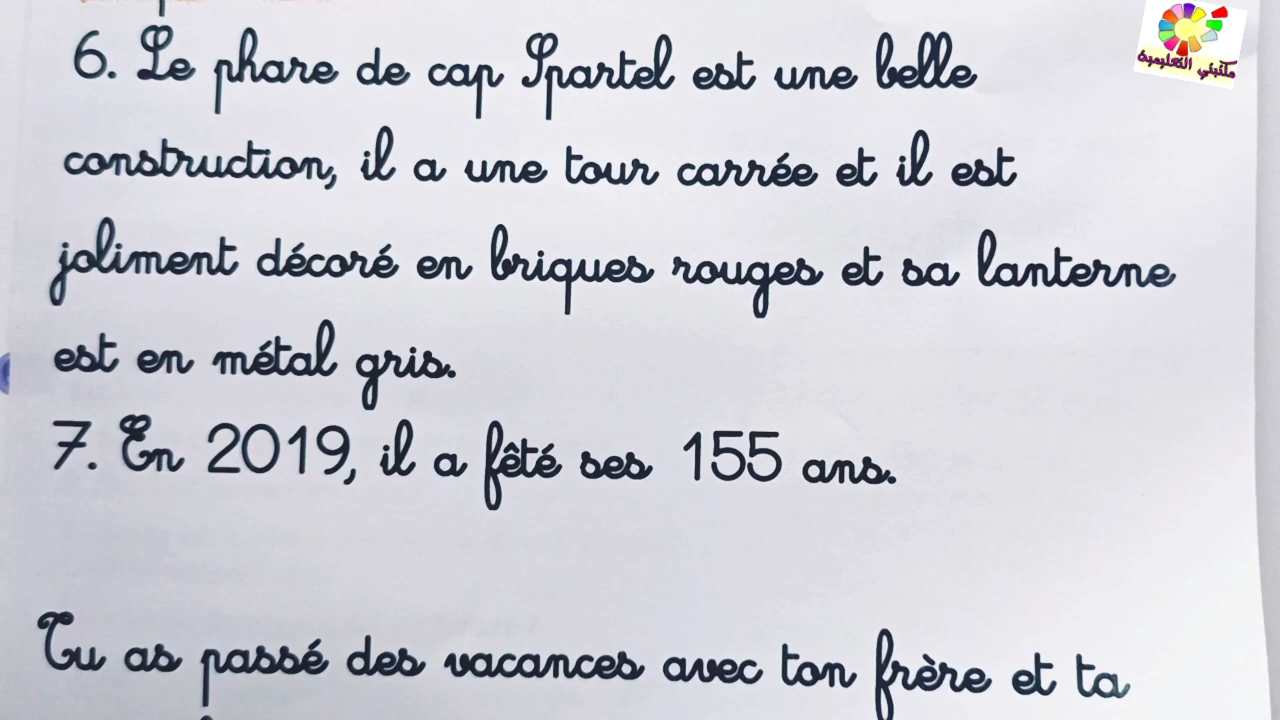 مكتبتي التعليمية
6. Le phare de cap Spartel est une belle
construction, il a une tour carrée et il est
joliment décoré en briques rouges et sa lanterne
est en métal gris.
7. En 2019, il a fêté ses 155 ans.
Tu as passé des vacances avec ton frère et ta